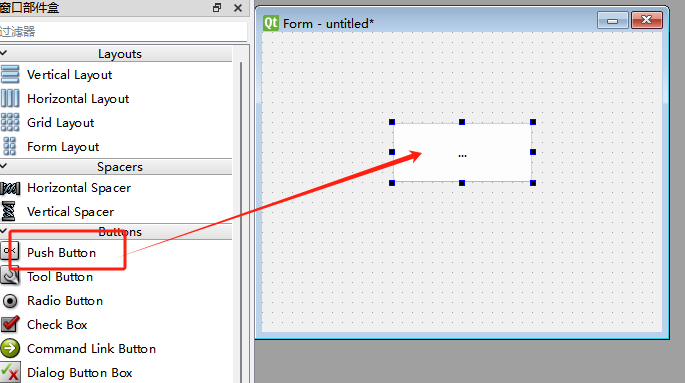 窗口部件盒
过滤器
Layouts
Vertical Layout
Horizontal Layout
Grid Layout
Form Layout
Spacers
Horizontal Spacer
Vertical Spacer
Buttons
OK
Push Button
Tool Button
Radio Button
Check Box
Command Link Button
Dialog Button Box
Qt
Form - untitled*
...